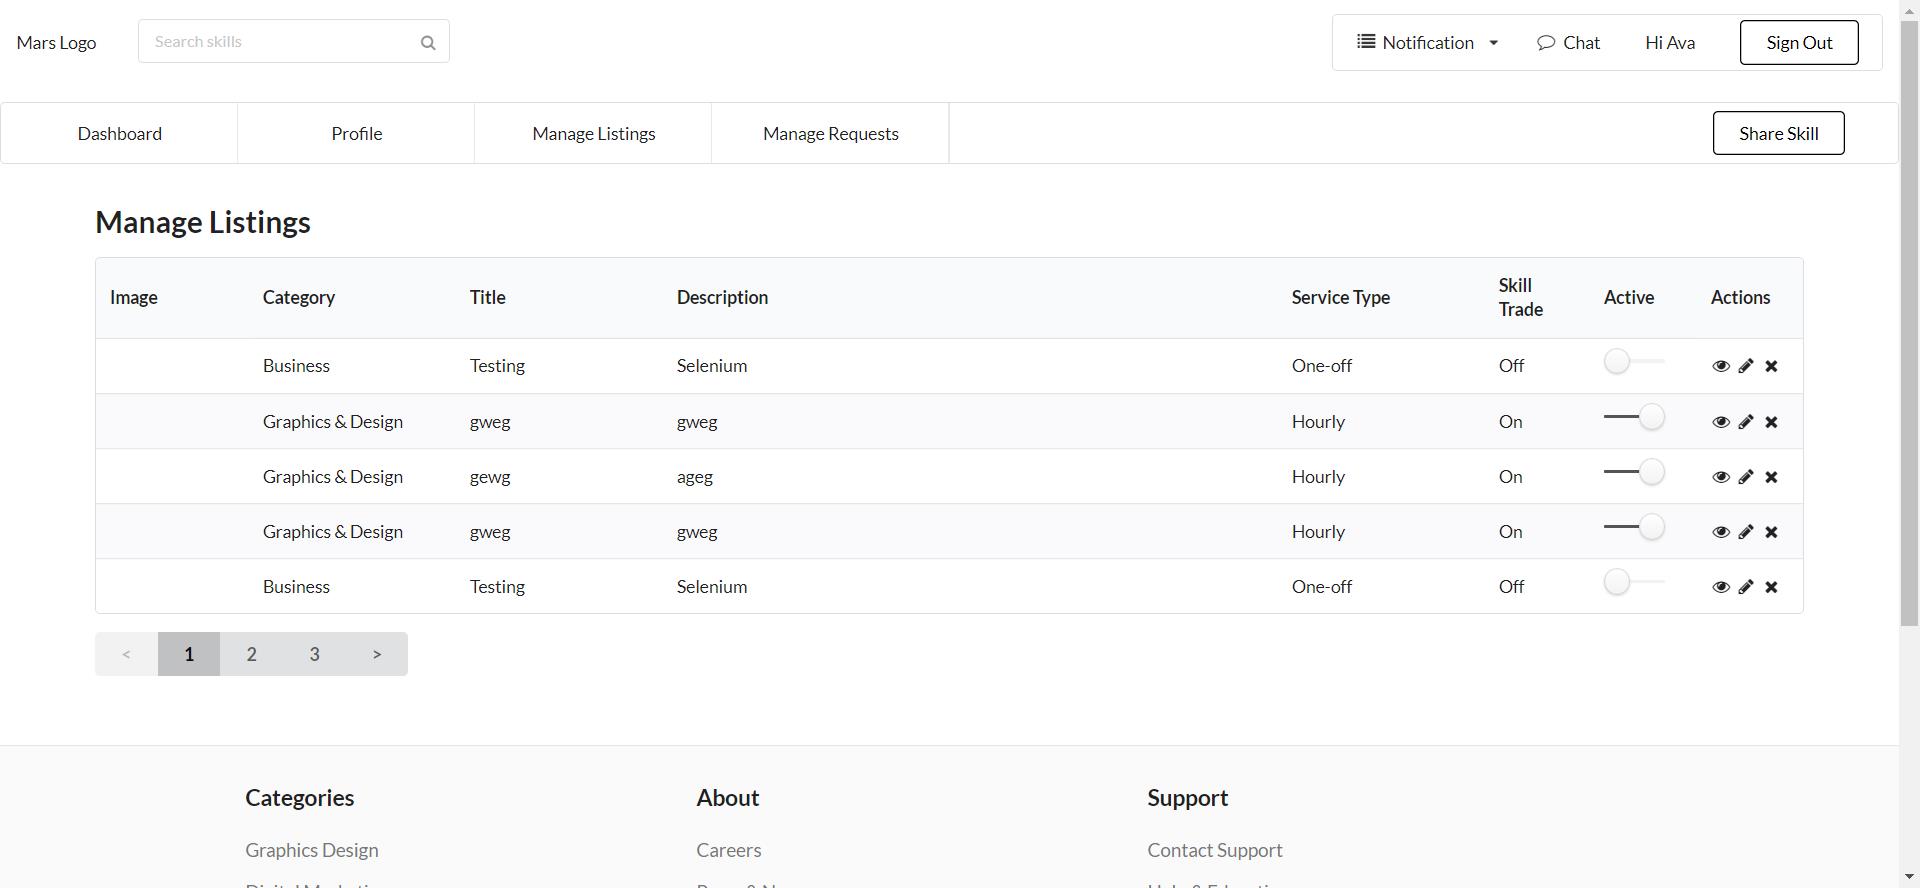 Mars Logo
Search skills
Notification
Chat
Hi Ava
Sign Out
Dashboard
Profile
Manage Listings
Manage Requests
Share Skill
Manage Listings
Image Category Title Description Service Type Skill Trade Active Actions
Business Testing Selenium One-off Off
Graphics & Design gweg gweg Hourly On
Graphics & Design gewg ageg Hourly On
Graphics & Design gweg gweg Hourly On
Business Testing Selenium One-off Off
< 1 2 3 >
Categories About Support
Graphics Design Careers Contact Support